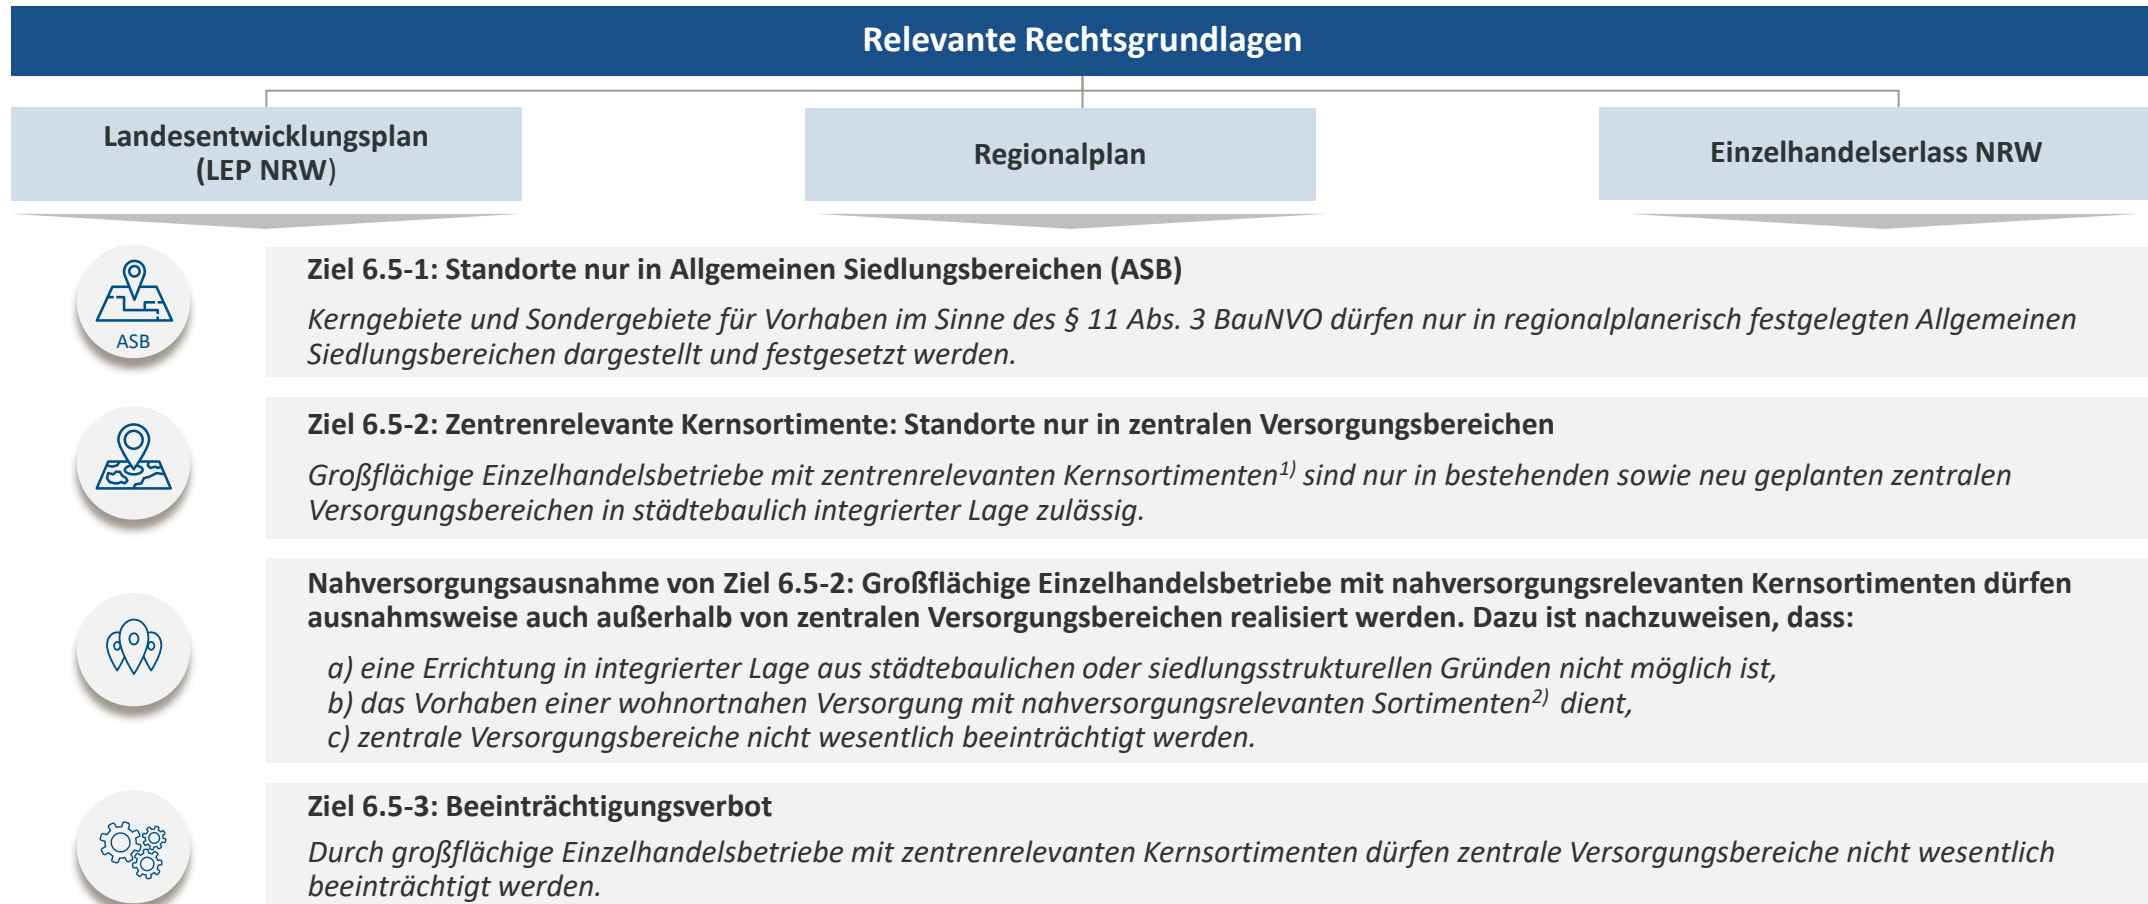 Relevante Rechtsgrundlagen
Landesentwicklungsplan
(LEP NRW)
Regionalplan
Einzelhandelserlass NRW
ASB
Ziel 6.5-1: Standorte nur in Allgemeinen Siedlungsbereichen (ASB)
Kerngebiete und Sondergebiete für Vorhaben im Sinne des § 11 Abs. 3 BauNVO dürfen nur in regionalplanerisch festgelegten Allgemeinen
Siedlungsbereichen dargestellt und festgesetzt werden.
Ziel 6.5-2: Zentrenrelevante Kernsortimente: Standorte nur in zentralen Versorgungsbereichen
Großflächige Einzelhandelsbetriebe mit zentrenrelevanten Kernsortimenten1) sind nur in bestehenden sowie neu geplanten zentralen
Versorgungsbereichen in städtebaulich integrierter Lage zulässig.
Nahversorgungsausnahme von Ziel 6.5-2: Großflächige Einzelhandelsbetriebe mit nahversorgungsrelevanten Kernsortimenten dürfen
ausnahmsweise auch außerhalb von zentralen Versorgungsbereichen realisiert werden. Dazu ist nachzuweisen, dass:
a) eine Errichtung in integrierter Lage aus städtebaulichen oder siedlungsstrukturellen Gründen nicht möglich ist,
b) das Vorhaben einer wohnortnahen Versorgung mit nahversorgungsrelevanten Sortimenten2) dient,
c) zentrale Versorgungsbereiche nicht wesentlich beeinträchtigt werden.
Ziel 6.5-3: Beeinträchtigungsverbot
Durch großflächige Einzelhandelsbetriebe mit zentrenrelevanten Kernsortimenten dürfen zentrale Versorgungsbereiche nicht wesentlich
beeinträchtigt werden.